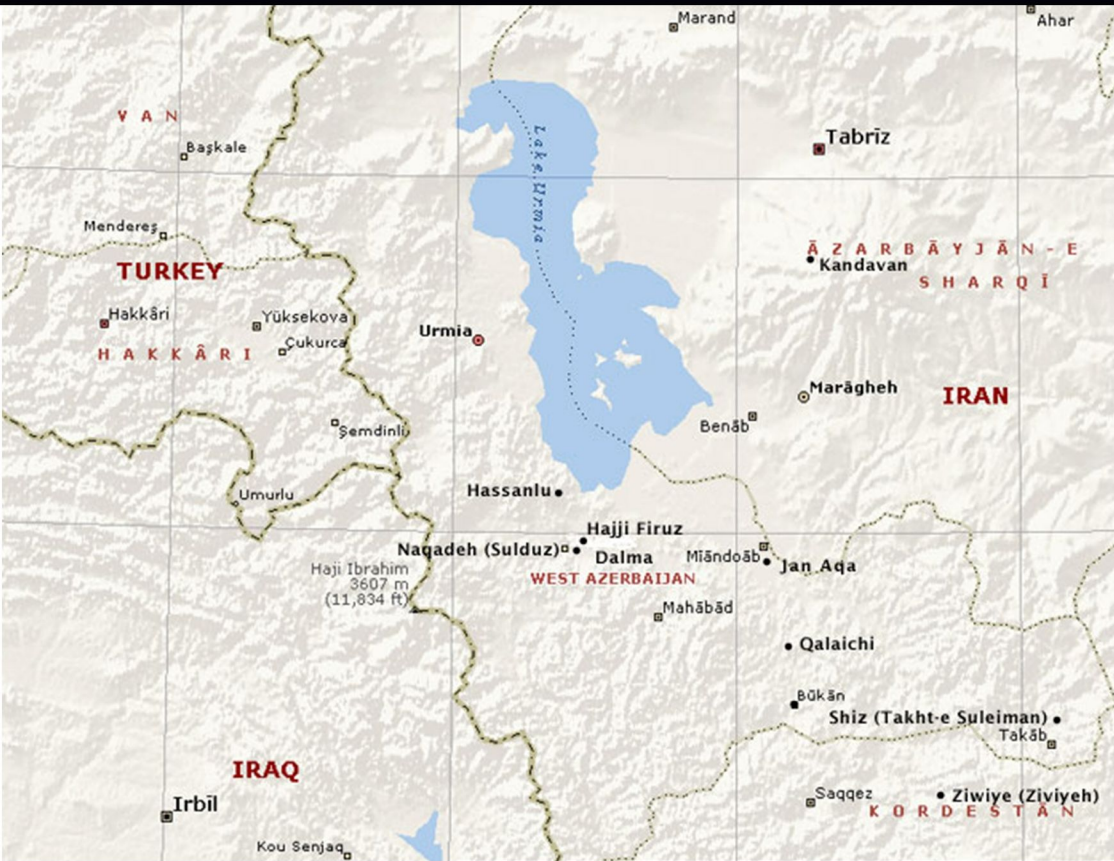 Marand
Ahar
V A N
Başkale
Tabrīz
Lake Urmia
Mendereş
TURKEY
ĀZARBĀYJĀN-E
Kandavan
SHARQĪ
Hakkâri
Yüksekova
Urmia
Çukurca
HAKKÂRI
Marāgheh
IRAN
Benāb
Şemdinli
Hassanlu
Umurlu
Hajji Firuz
Naqadeh (Sulduz)
Dalma
Miāndoāb
Jan Aqa
Haji Ibrahim
3607 m
(11,834 ft)
WEST AZERBAIJAN
Mahābād
Qalaichi
Būkān
Shiz (Takht-e Suleiman)
Takāb
IRAQ
Saqqez
Ziwiye (Ziviyeh)
Irbīl
KORDESTĀN
Kou Senjaq